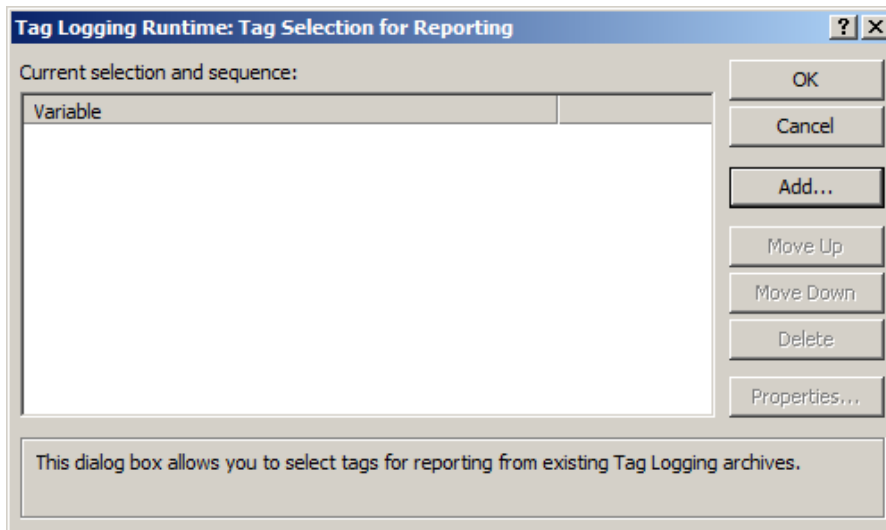 Tag Logging Runtime: Tag Selection for Reporting
Current selection and sequence:
Variable
OK
Cancel
Add...
Move Up
Move Down
Delete
Properties...
This dialog box allows you to select tags for reporting from existing Tag Logging archives.